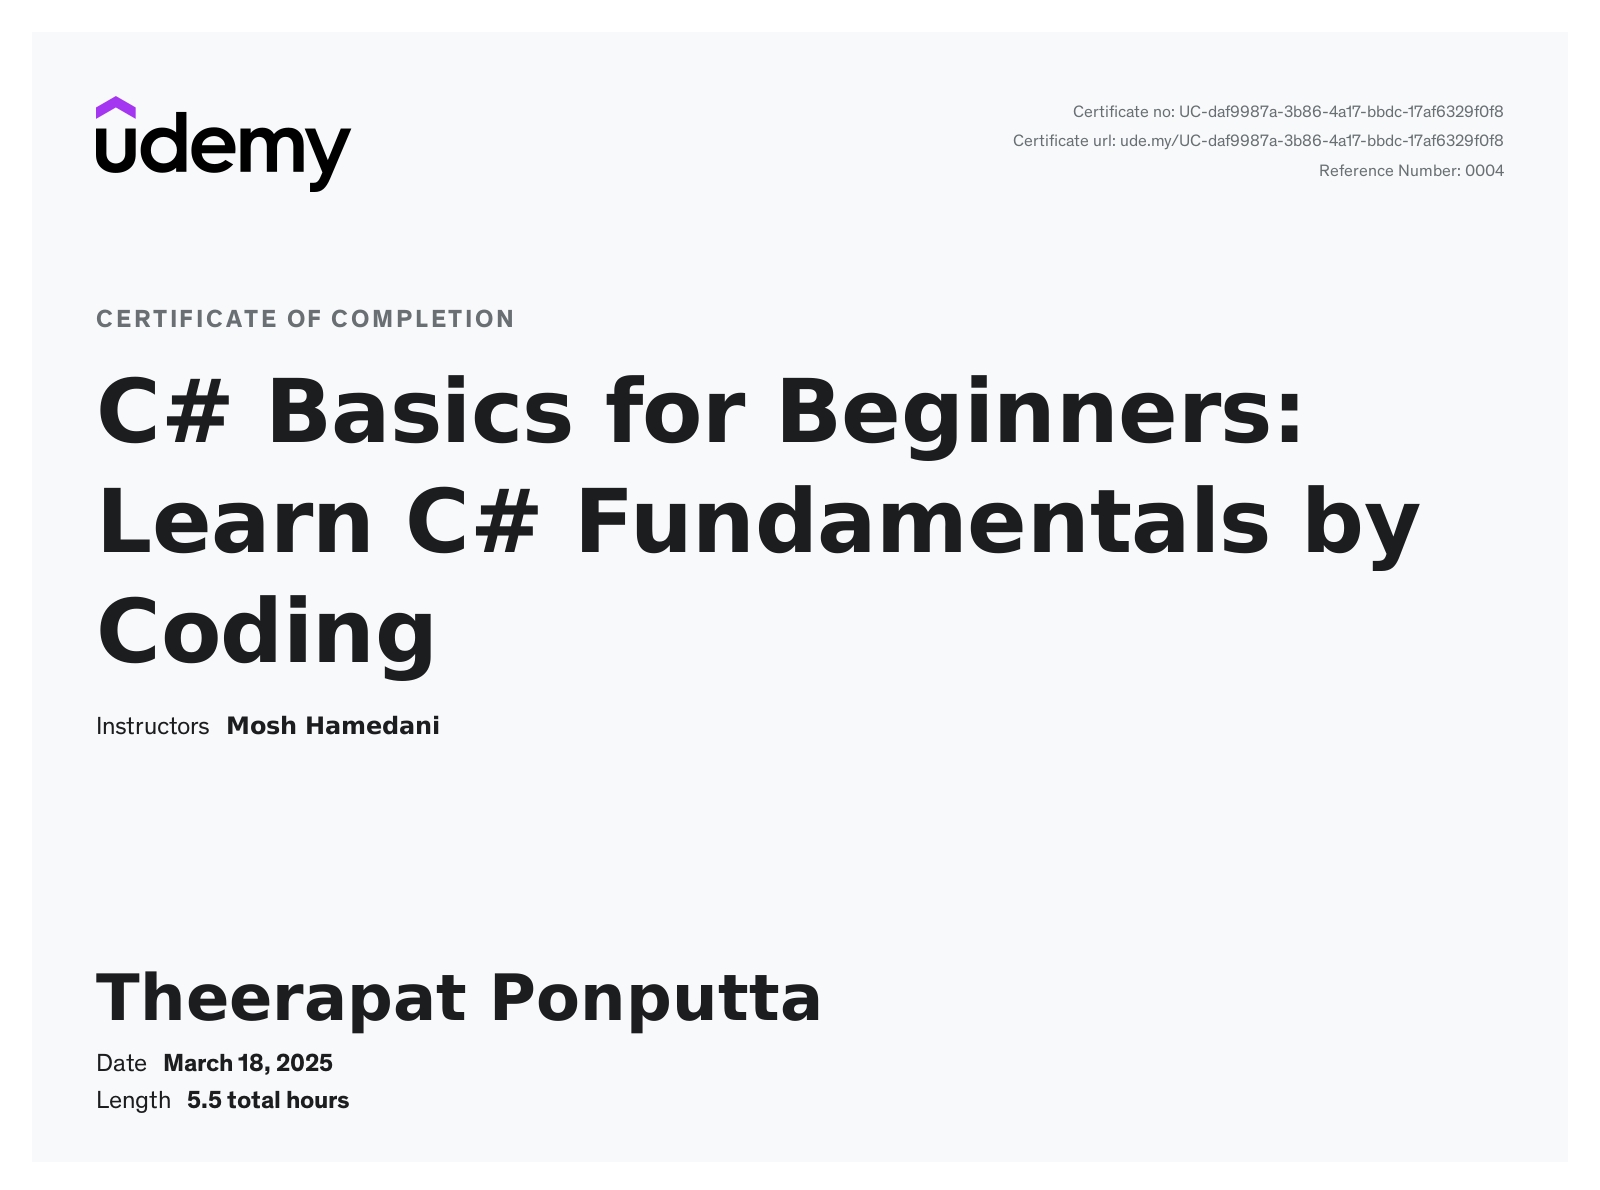 udemy
Certificate no: UC-daf9987a-3b86-4a17-bbdc-17af6329f0f8
Certificate url: ude.my/UC-daf9987a-3b86-4a17-bbdc-17af6329f0f8
Reference Number: 0004
CERTIFICATE OF COMPLETION
C# Basics for Beginners:
Learn C# Fundamentals by
Coding
Instructors Mosh Hamedani
Theerapat Ponputta
Date March 18, 2025
Length 5.5 total hours